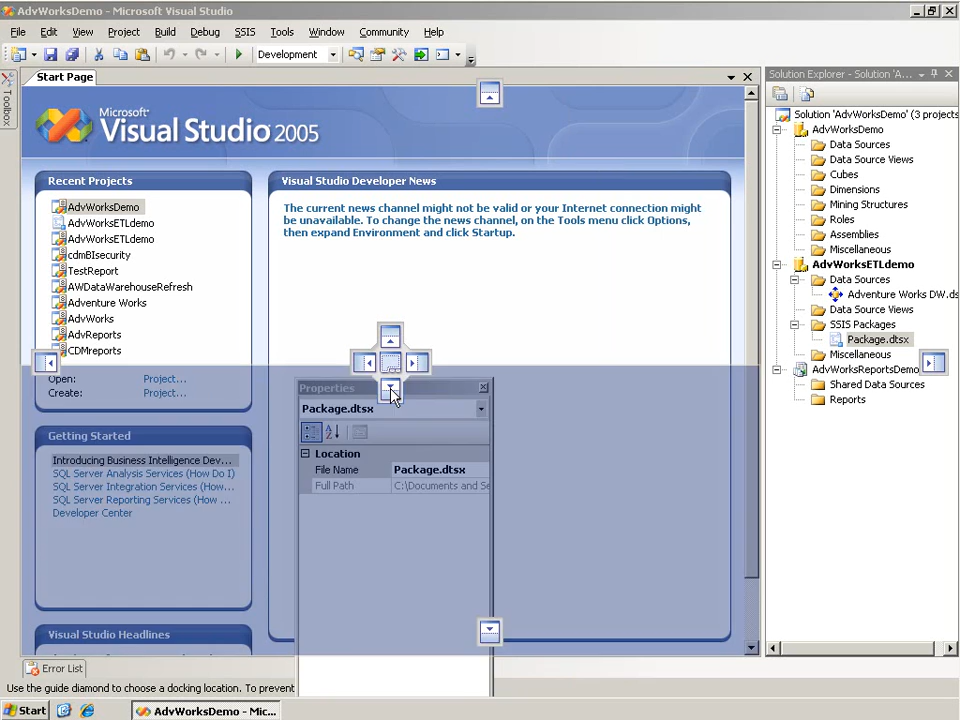 AdvWorksDemo - Microsoft Visual Studio
File Edit View Project Build Debug SSIS Tools Window Community Help
Development
Toolbox
Start Page
Microsoft®
Visual Studio 2005
Recent Projects
AdvWorksDemo
AdvWorksETLdemo
AdvWorksETLdemo
cdmBIsecurity
TestReport
AWDataWarehouseRefresh
Adventure Works
AdvWorks
AdvReports
CDMreports
Open: Project...
Create: Project...
Getting Started
Introducing Business Intelligence Dev...
SQL Server Analysis Services (How Do I)
SQL Server Integration Services (How...
SQL Server Reporting Services (How ...
Developer Center
Visual Studio Headlines
Visual Studio Developer News
The current news channel might not be valid or your Internet connection might
be unavailable. To change the news channel, on the Tools menu click Options,
then expand Environment and click Startup.
Properties
Package.dtsx
Location
File Name Package.dtsx
Full Path C:\Documents and Se
Solution Explorer - Solution 'A...
Solution 'AdvWorksDemo' (3 projects
AdvWorksDemo
Data Sources
Data Source Views
Cubes
Dimensions
Mining Structures
Roles
Assemblies
Miscellaneous
AdvWorksETLdemo
Data Sources
Adventure Works DW.ds
Data Source Views
SSIS Packages
Package.dtsx
Miscellaneous
AdvWorksReportsDemo
Shared Data Sources
Reports
Error List
Use the guide diamond to choose a docking location. To prevent
Start
AdvWorksDemo - Mic...